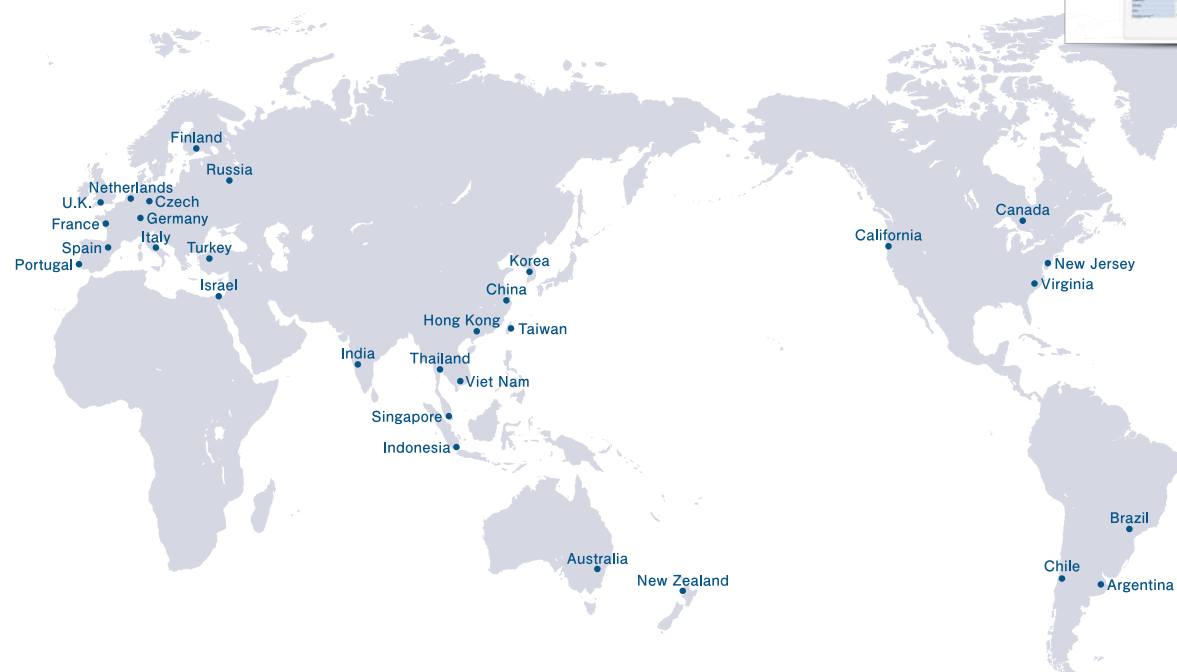 Finland
Russia
Netherlands
U.K.
Czech
Germany
France
Italy
Spain
Turkey
Portugal
Israel
Korea
China
Hong Kong
Taiwan
India
Thailand
Viet Nam
Singapore
Indonesia
Australia
New Zealand
Canada
California
New Jersey
Virginia
Brazil
Chile
Argentina